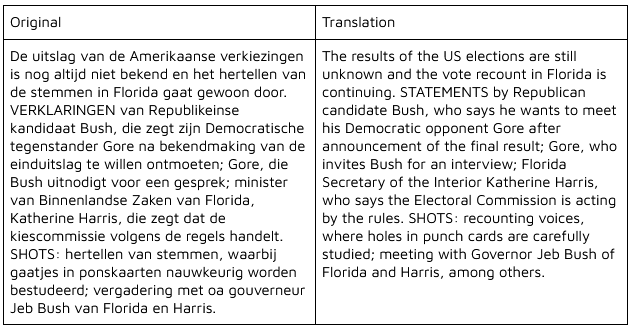 Original
De uitslag van de Amerikaanse verkiezingen
is nog altijd niet bekend en het hertellen van
de stemmen in Florida gaat gewoon door.
VERKLARINGEN van Republikeinse
kandidaat Bush, die zegt zijn Democratische
tegenstander Gore na bekendmaking van de
einduitslag te willen ontmoeten; Gore, die
Bush uitnodigt voor een gesprek; minister
van Binnenlandse Zaken van Florida,
Katherine Harris, die zegt dat de
kiescommissie volgens de regels handelt.
SHOTS: hertellen van stemmen, waarbij
gaatjes in ponskaarten nauwkeurig worden
bestudeerd; vergadering met oa gouverneur
Jeb Bush van Florida en Harris.
Translation
The results of the US elections are still
unknown and the vote recount in Florida is
continuing. STATEMENTS by Republican
candidate Bush, who says he wants to meet
his Democratic opponent Gore after
announcement of the final result; Gore, who
invites Bush for an interview; Florida
Secretary of the Interior Katherine Harris,
who says the Electoral Commission is acting
by the rules. SHOTS: recounting voices,
where holes in punch cards are carefully
studied; meeting with Governor Jeb Bush of
Florida and Harris, among others.